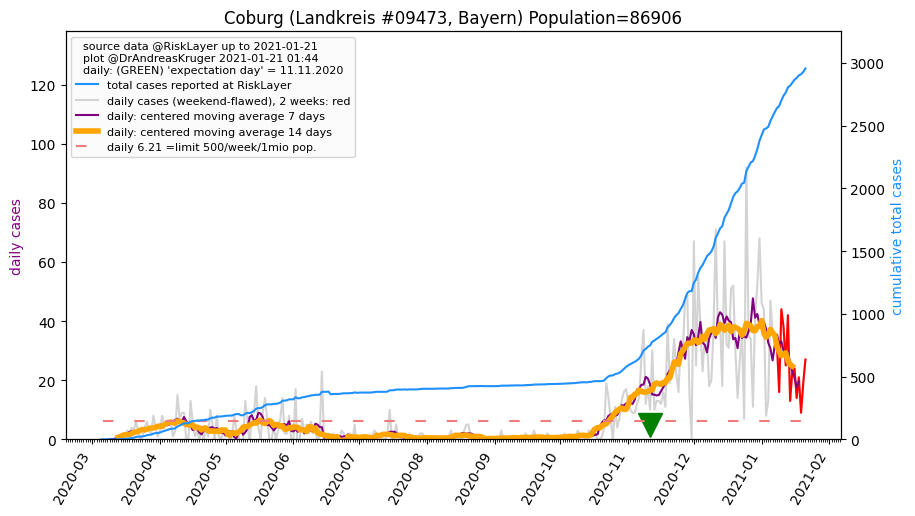 Coburg (Landkreis #09473, Bayern) Population=86906
source data @RiskLayer up to 2021-01-21
plot @DrAndreasKruger 2021-01-21 01:44
daily: (GREEN) 'expectation day' = 11.11.2020
total cases reported at RiskLayer
daily cases (weekend-flawed), 2 weeks: red
daily: centered moving average 7 days
daily: centered moving average 14 days
daily 6.21 =limit 500/week/1mio pop.
daily cases
120
100
80
60
40
20
0
cumulative total cases
3000
2500
2000
1500
1000
500
0
2020-03
2020-04
2020-05
2020-06
2020-07
2020-08
2020-09
2020-10
2020-11
2020-12
2021-01
2021-02